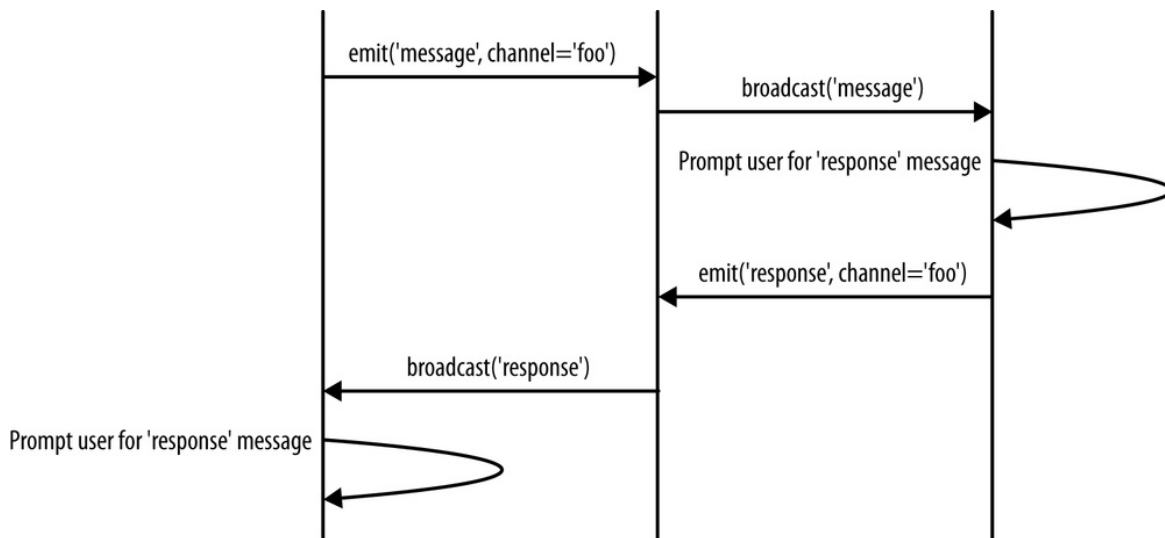 emit('message', channel='foo')
broadcast('message')
Prompt user for 'response' message
emit('response', channel='foo')
broadcast('response')
Prompt user for 'response' message